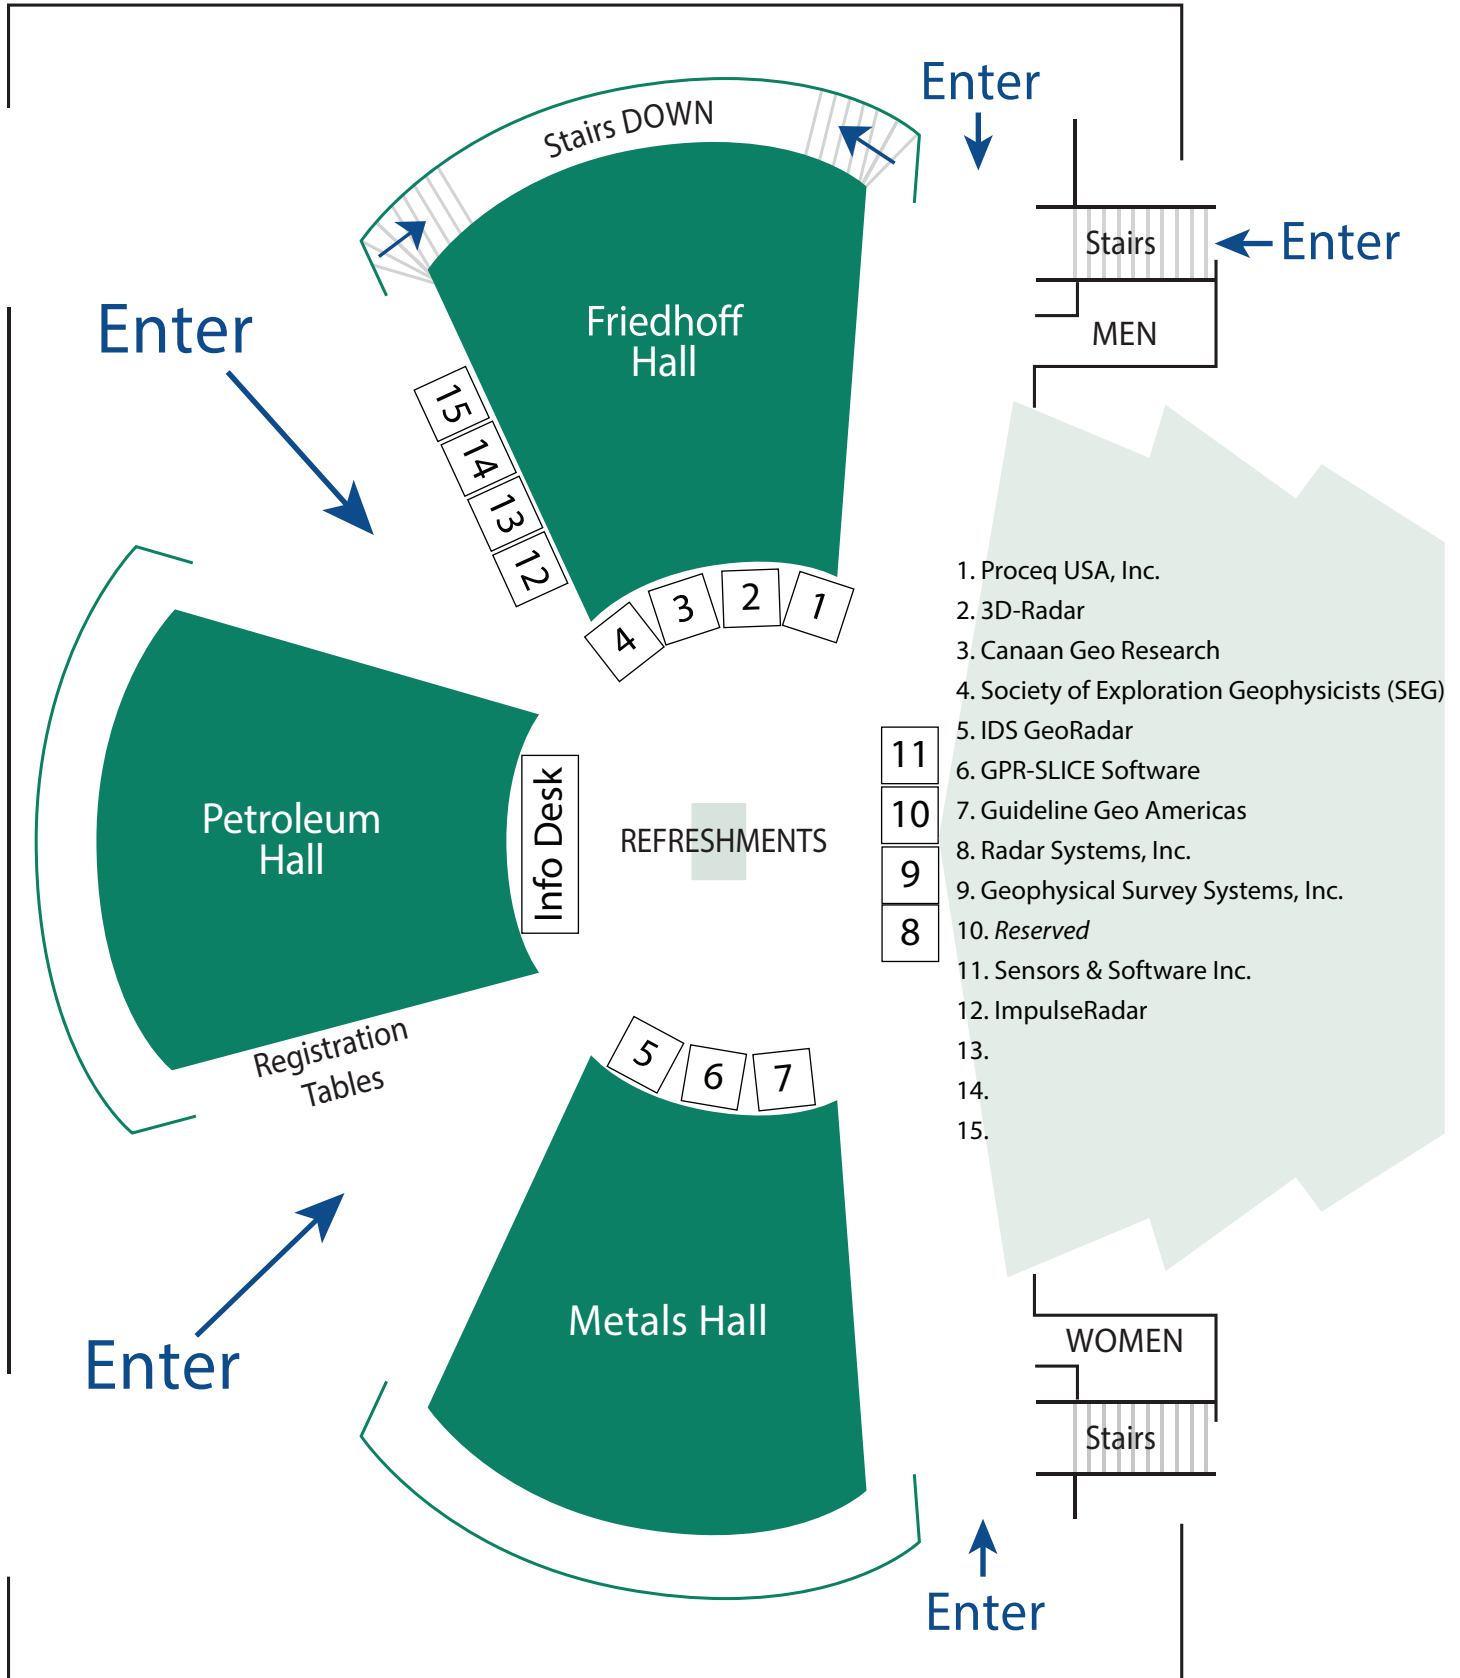 Enter
Stairs DOWN
Stairs
Enter
MEN
Enter
Friedhoff
Hall
15
14
13
12
1
2
3
4
1. Proceq USA, Inc.
2. 3D-Radar
3. Canaan Geo Research
4. Society of Exploration Geophysicists (SEG)
5. IDS GeoRadar
6. GPR-SLICE Software
7. Guideline Geo Americas
8. Radar Systems, Inc.
9. Geophysical Survey Systems, Inc.
10. Reserved
11. Sensors & Software Inc.
12. ImpulseRadar
13.
14.
15.
11
10
9
8
Petroleum
Hall
Info Desk
REFRESHMENTS
Registration
Tables
5
6
7
Metals Hall
Enter
WOMEN
Stairs
Enter